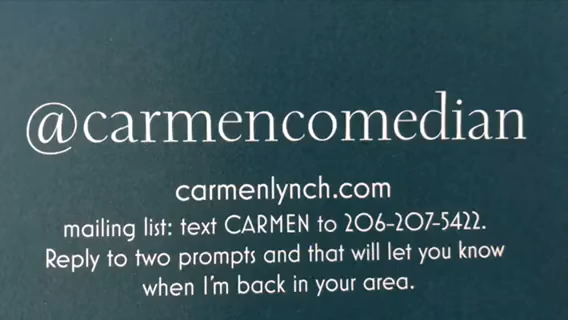 @carmencomedian
carmenlynch.com
mailing list: text CARMEN to 206-207-5422.
Reply to two prompts and that will let you know
when I'm back in your area.